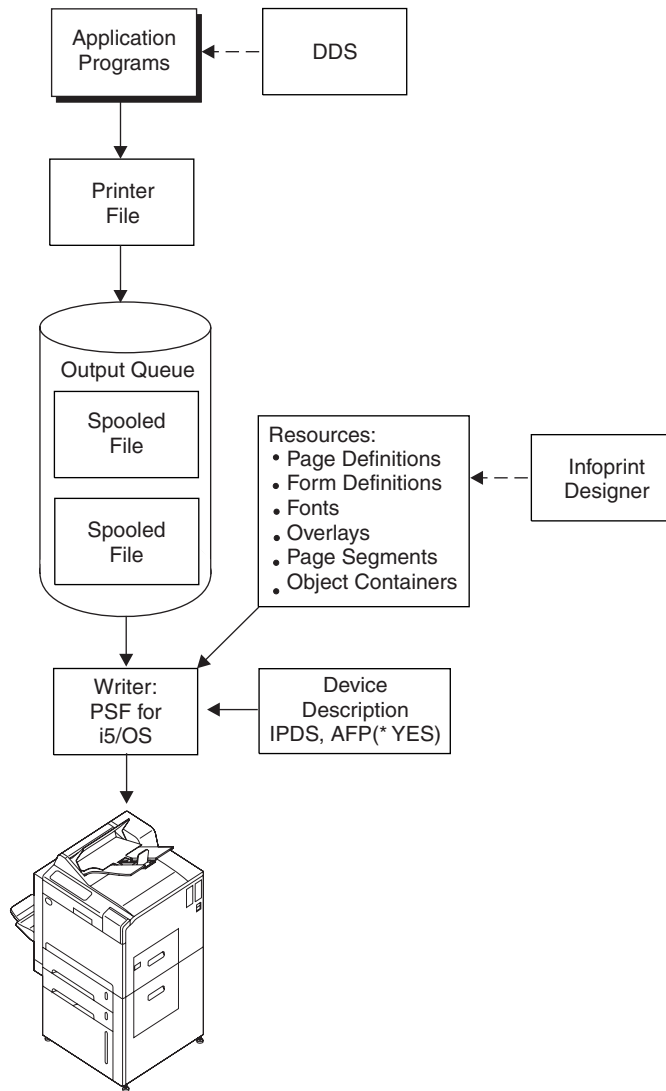 Application
Programs
DDS
Printer
File
Output Queue
Spooled
File
Spooled
File
Resources:
• Page Definitions
• Form Definitions
• Fonts
• Overlays
• Page Segments
• Object Containers
Infoprint
Designer
Writer:
PSF for
i5/OS
Device
Description
IPDS, AFP(* YES)